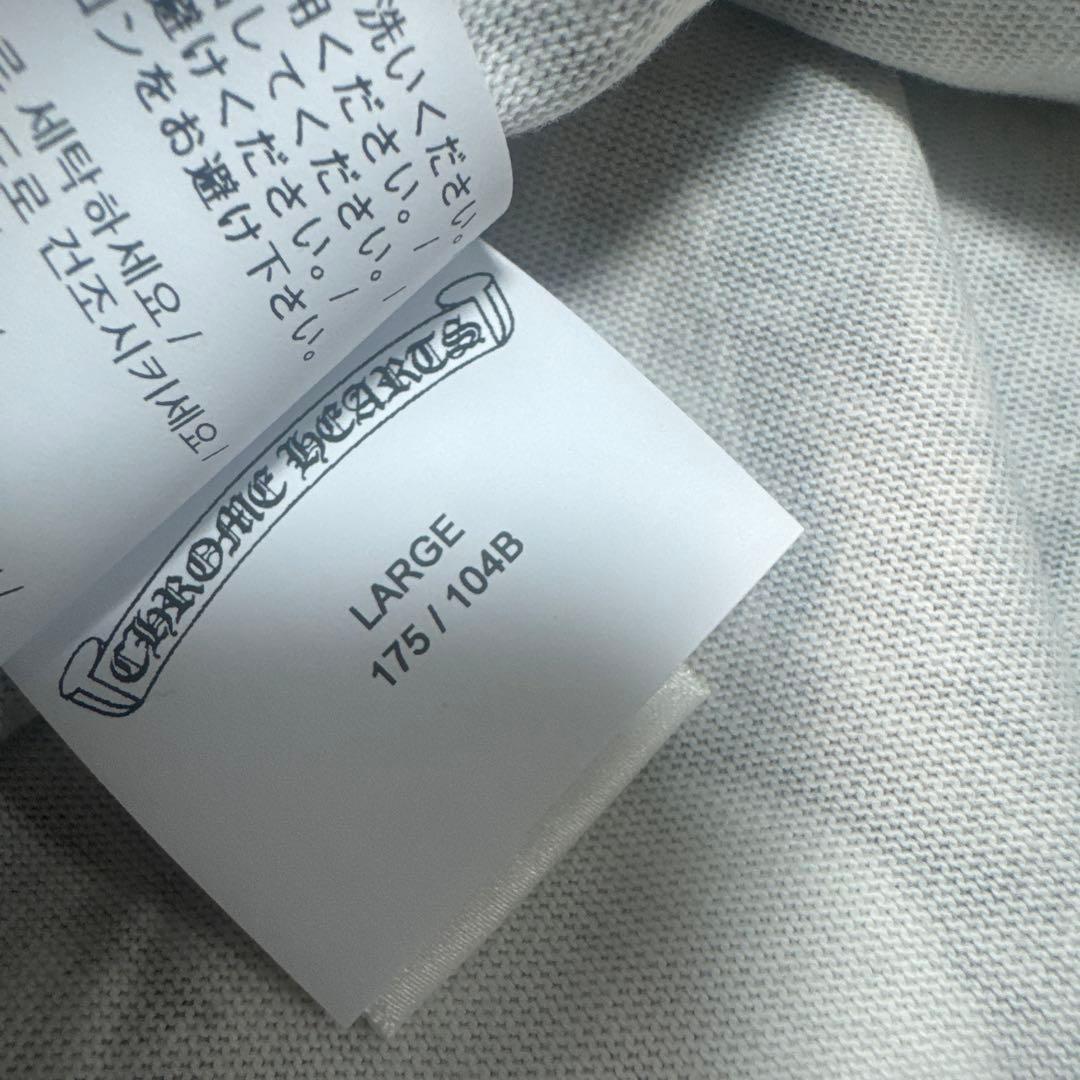 洗いください。
用ください。/
してください。/
避けください。/
ンをお避け下さい。
세탁하세요/
로 건조시키세요/
CHROME HEARTS
LARGE
175 / 104B